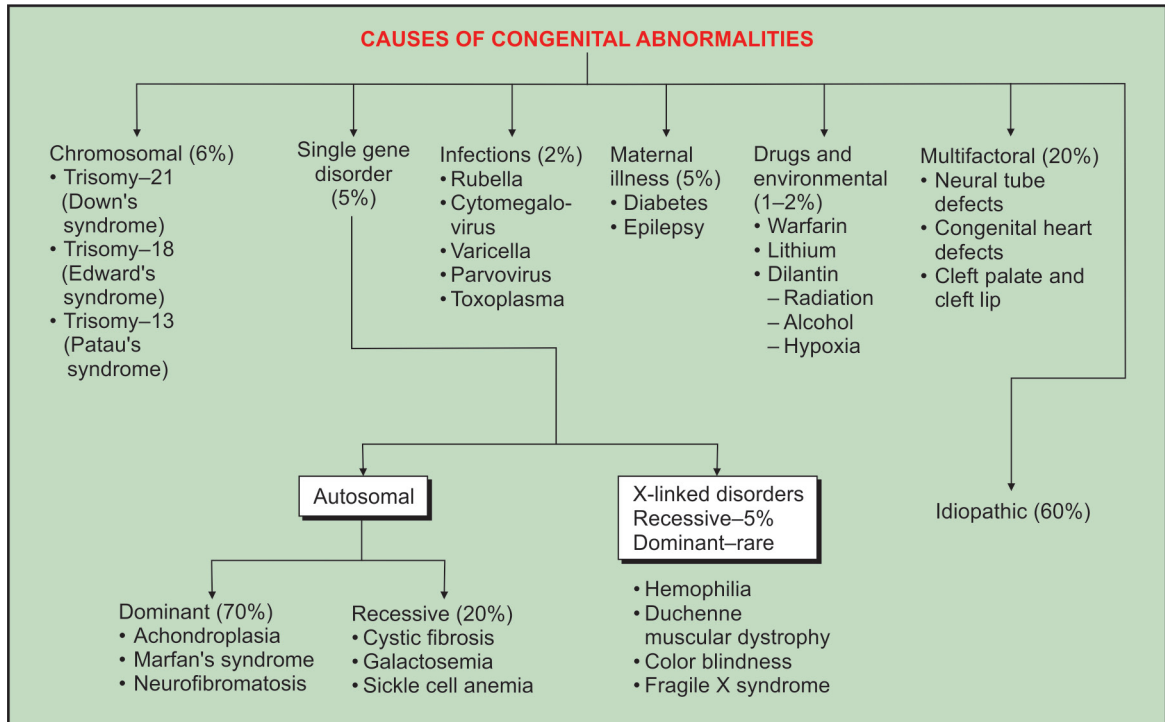 CAUSES OF CONGENITAL ABNORMALITIES
Chromosomal (6%)
• Trisomy–21
(Down's
syndrome)
• Trisomy–18
(Edward's
syndrome)
• Trisomy–13
(Patau's
syndrome)
Single gene
disorder
(5%)
Infections (2%)
• Rubella
• Cytomegalo-
virus
• Varicella
• Parvovirus
• Toxoplasma
Maternal
illness (5%)
• Diabetes
• Epilepsy
Drugs and
environmental
(1–2%)
• Warfarin
• Lithium
• Dilantin
– Radiation
– Alcohol
– Hypoxia
Multifactoral (20%)
• Neural tube
defects
• Congenital heart
defects
• Cleft palate and
cleft lip
Idiopathic (60%)
Autosomal
X-linked disorders
Recessive–5%
Dominant–rare
Dominant (70%)
• Achondroplasia
• Marfan's syndrome
• Neurofibromatosis
Recessive (20%)
• Cystic fibrosis
• Galactosemia
• Sickle cell anemia
• Hemophilia
• Duchenne
muscular dystrophy
• Color blindness
• Fragile X syndrome